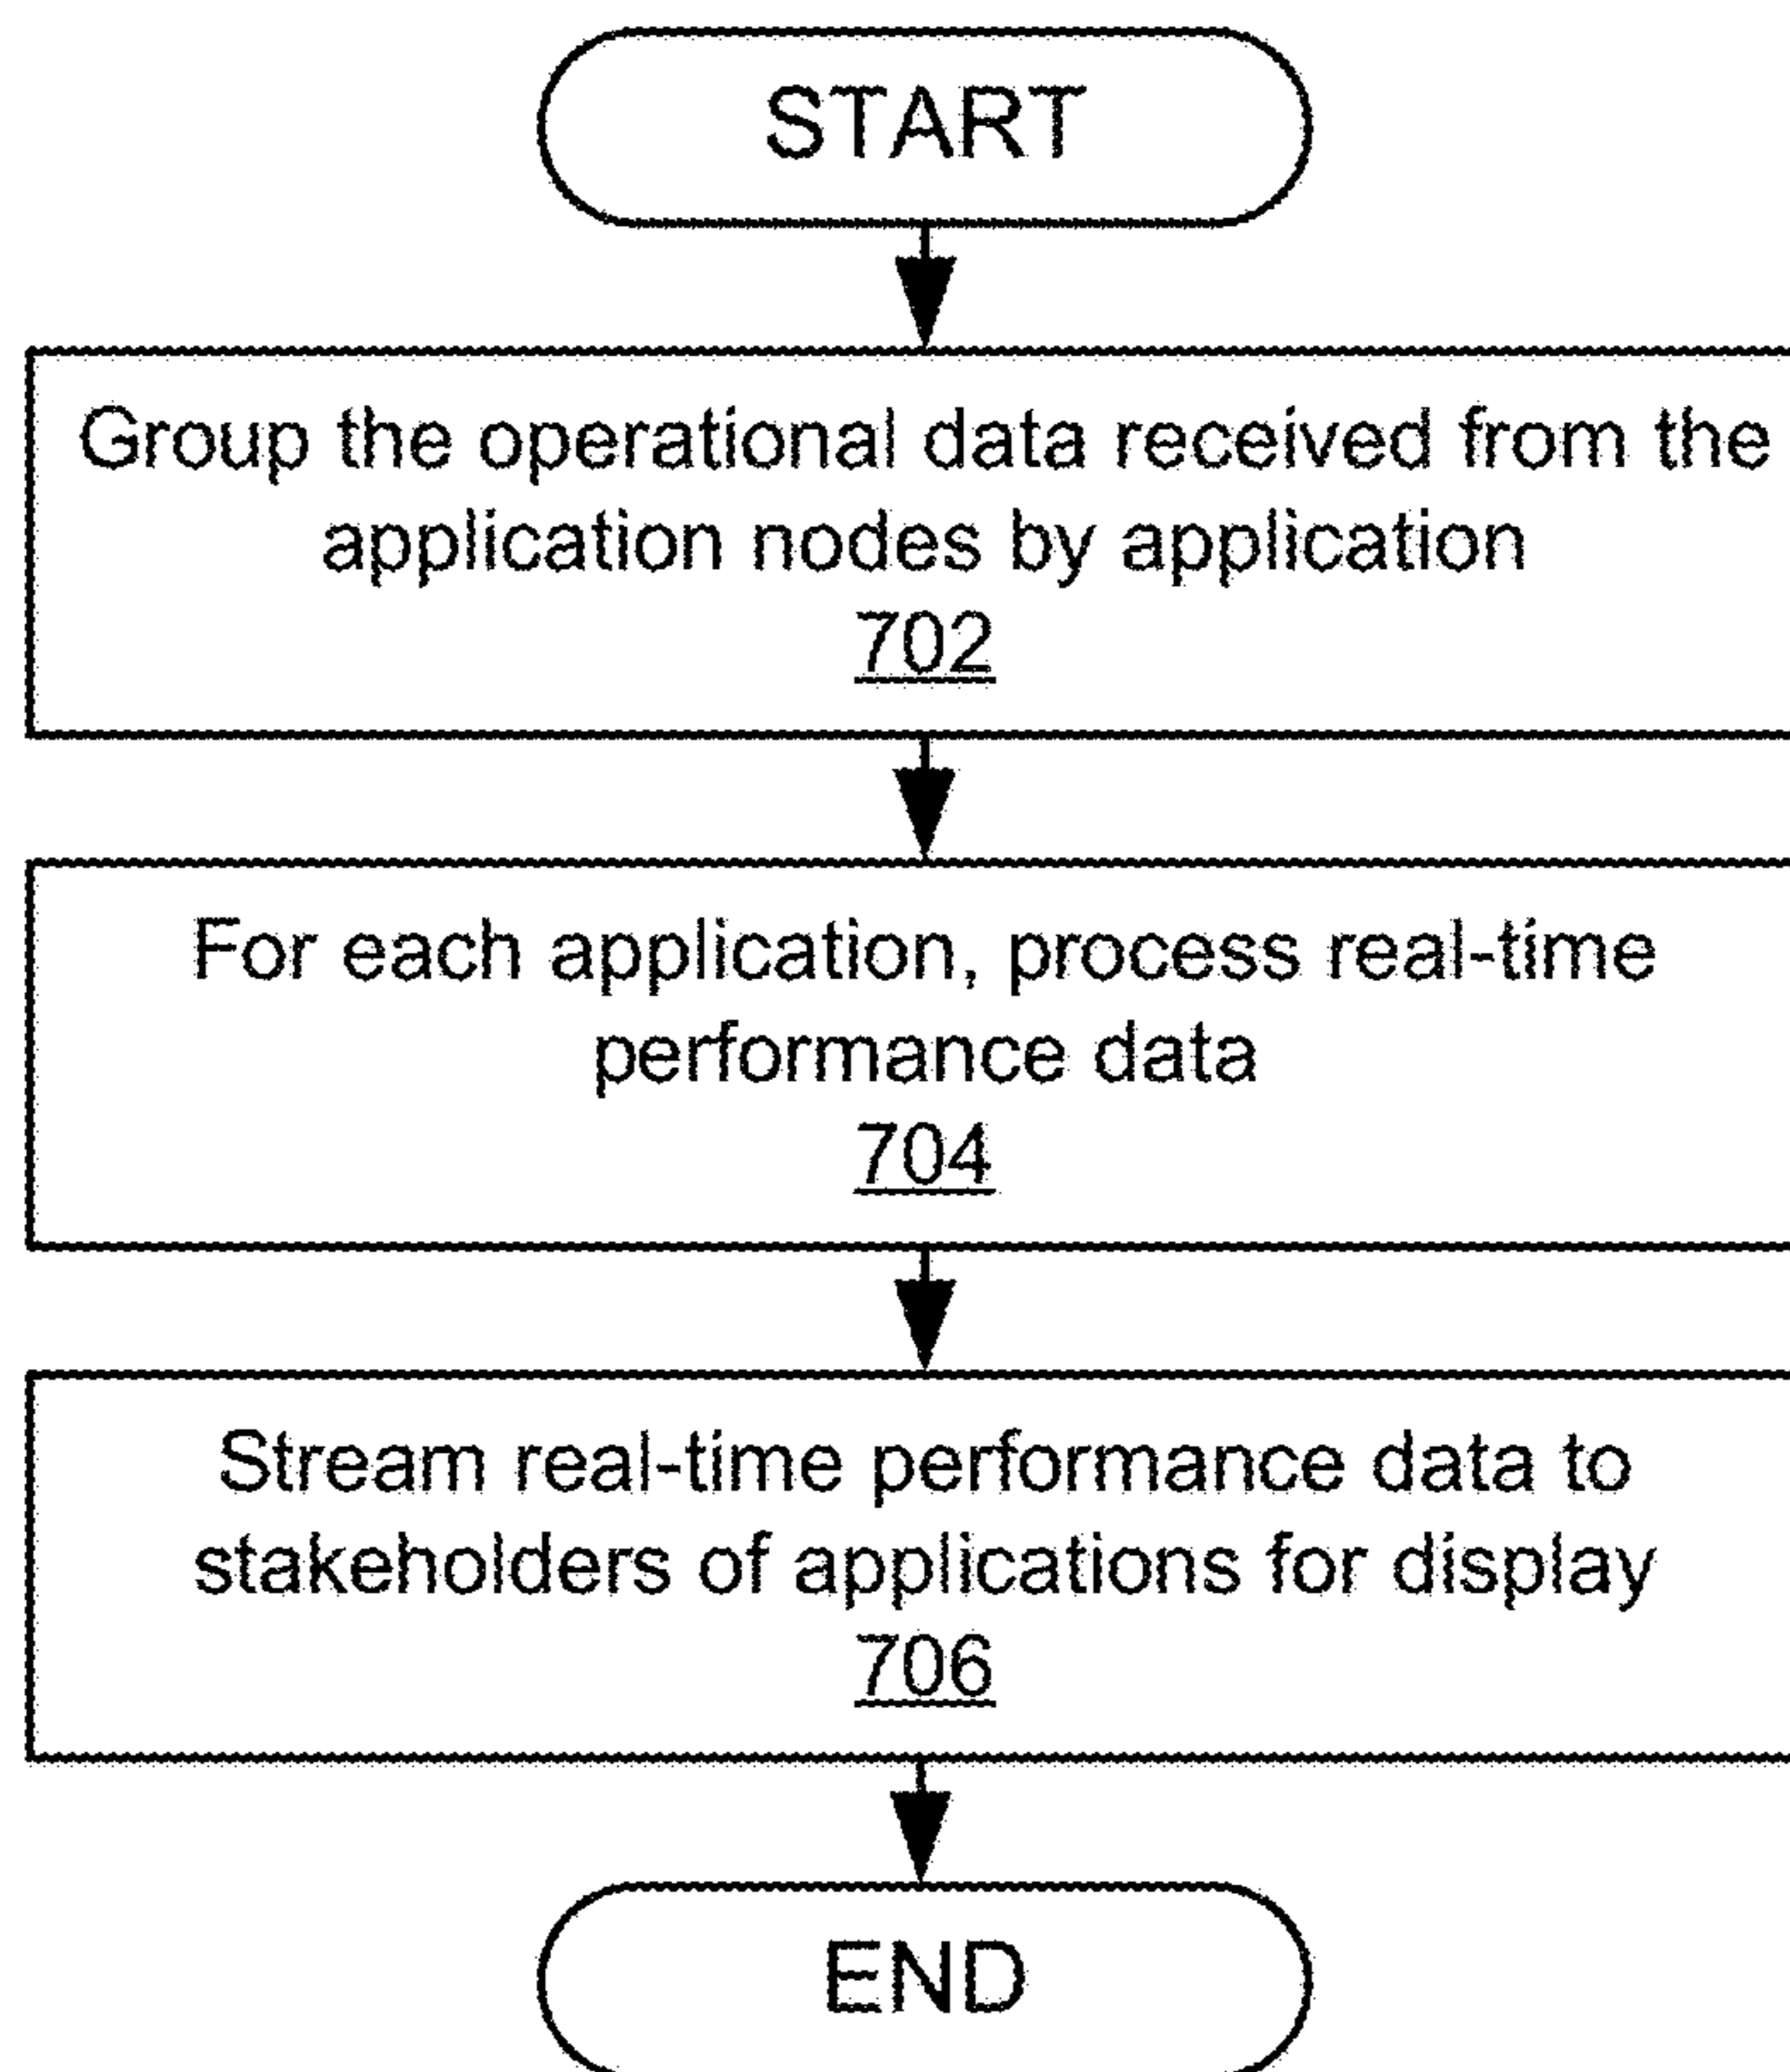 START
Group the operational data received from the
application nodes by application
702
For each application, process real-time
performance data
704
Stream real-time performance data to
stakeholders of applications for display
706
END